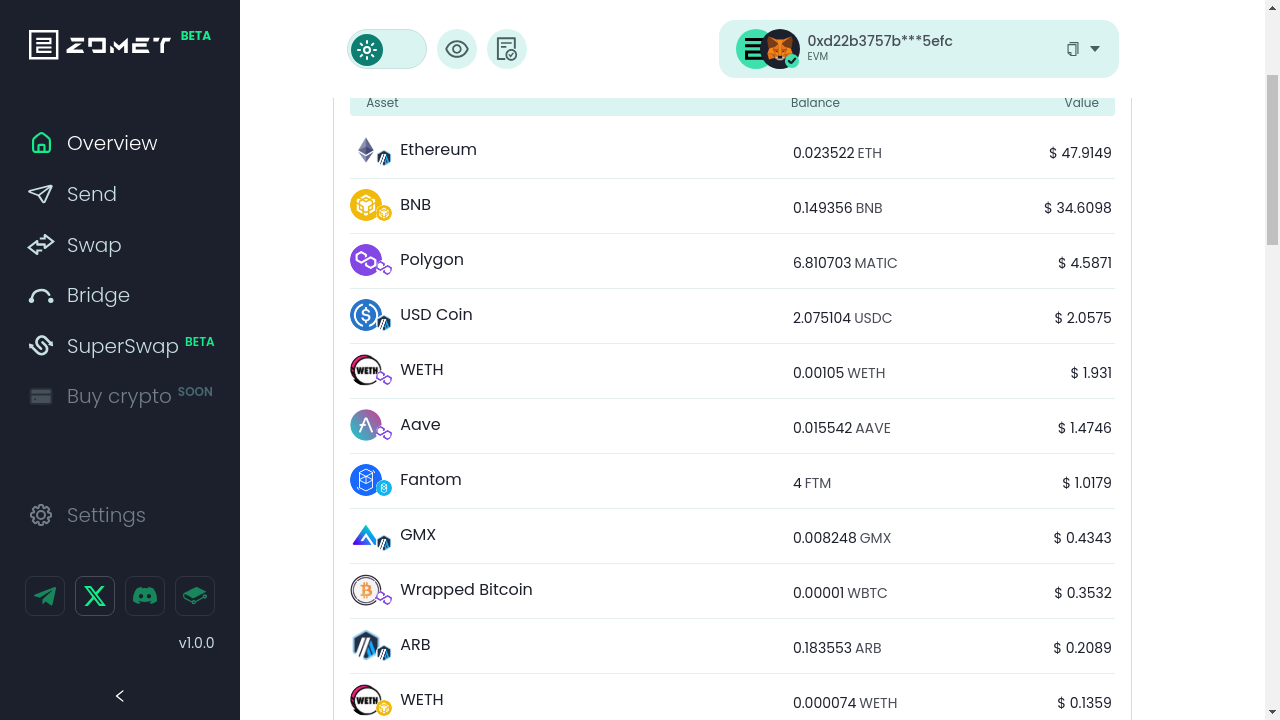 ZOMET BETA
Overview
Send
Swap
Bridge
SuperSwap BETA
Buy crypto SOON
Settings
v1.0.0
0xd22b3757b***5efc
EVM
Asset Balance Value
Ethereum 0.023522 ETH $ 47.9149
BNB 0.149356 BNB $ 34.6098
Polygon 6.810703 MATIC $ 4.5871
USD Coin 2.075104 USDC $ 2.0575
WETH WETH 0.00105 WETH $ 1.931
Aave 0.015542 AAVE $ 1.4746
Fantom 4 FTM $ 1.0179
GMX 0.008248 GMX $ 0.4343
Wrapped Bitcoin 0.00001 WBTC $ 0.3532
ARB 0.183553 ARB $ 0.2089
WETH WETH 0.000074 WETH $ 0.1359